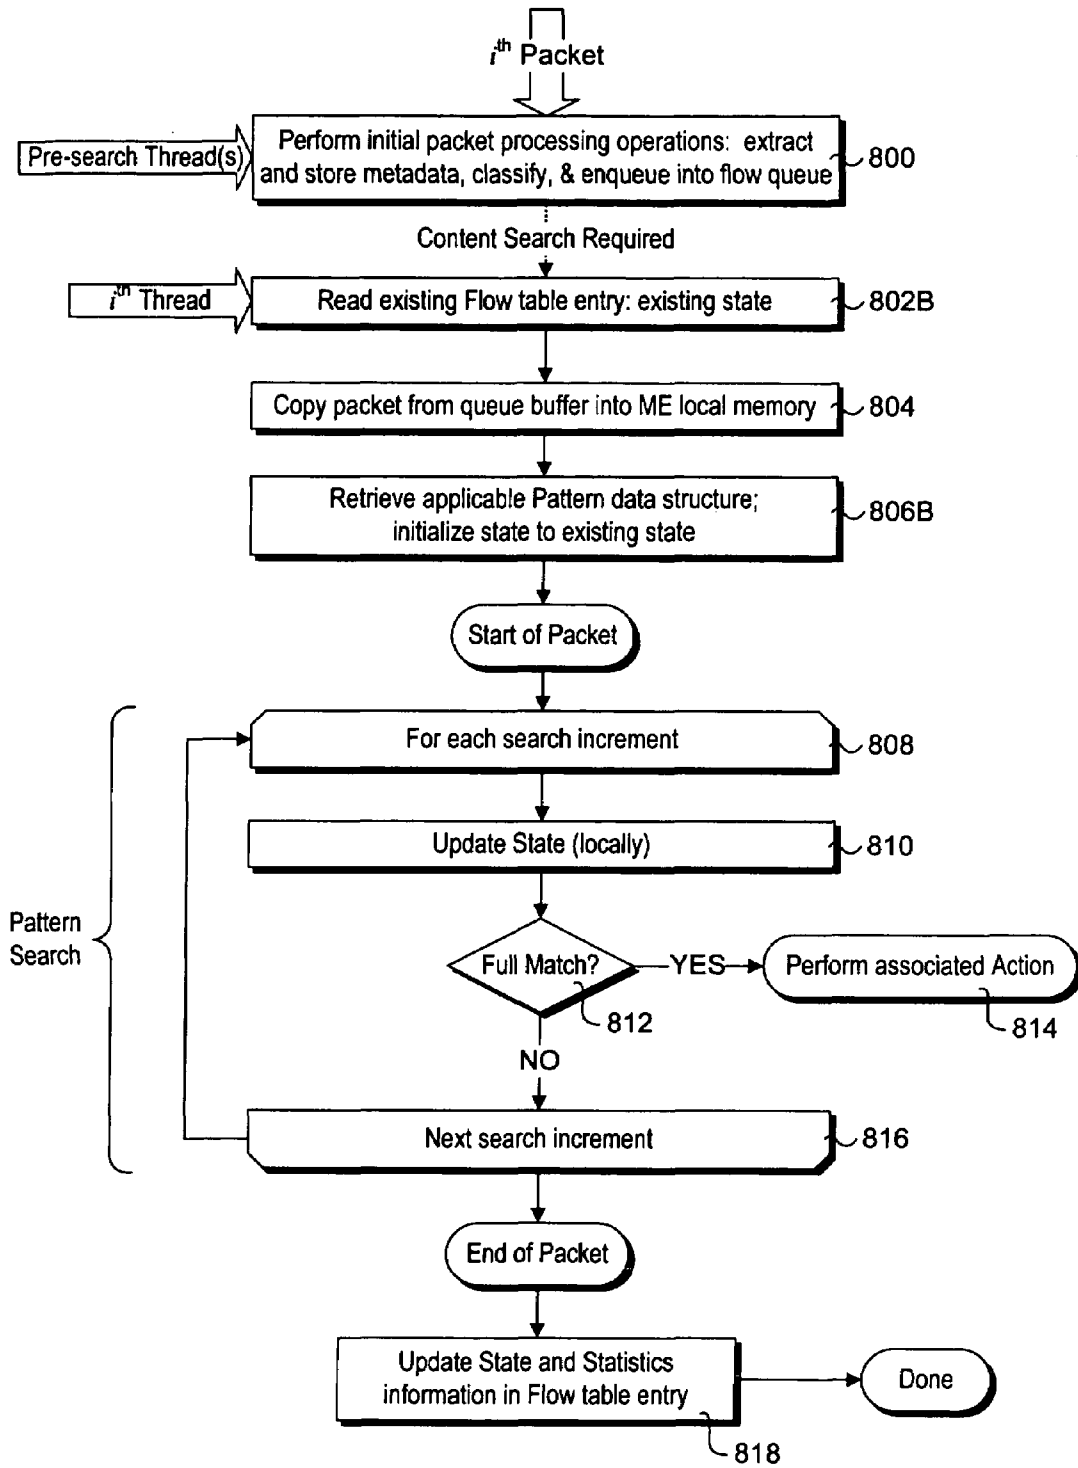 i th Packet
Pre-search Thread(s)
Perform initial packet processing operations: extract
and store metadata, classify, & enqueue into flow queue
800
Content Search Required
i th Thread
Read existing Flow table entry: existing state
802B
Copy packet from queue buffer into ME local memory
804
Retrieve applicable Pattern data structure;
initialize state to existing state
806B
Start of Packet
For each search increment
808
Update State (locally)
810
Pattern
Search
Full Match?
YES
Perform associated Action
812
814
NO
Next search increment
816
End of Packet
Update State and Statistics
information in Flow table entry
Done
818